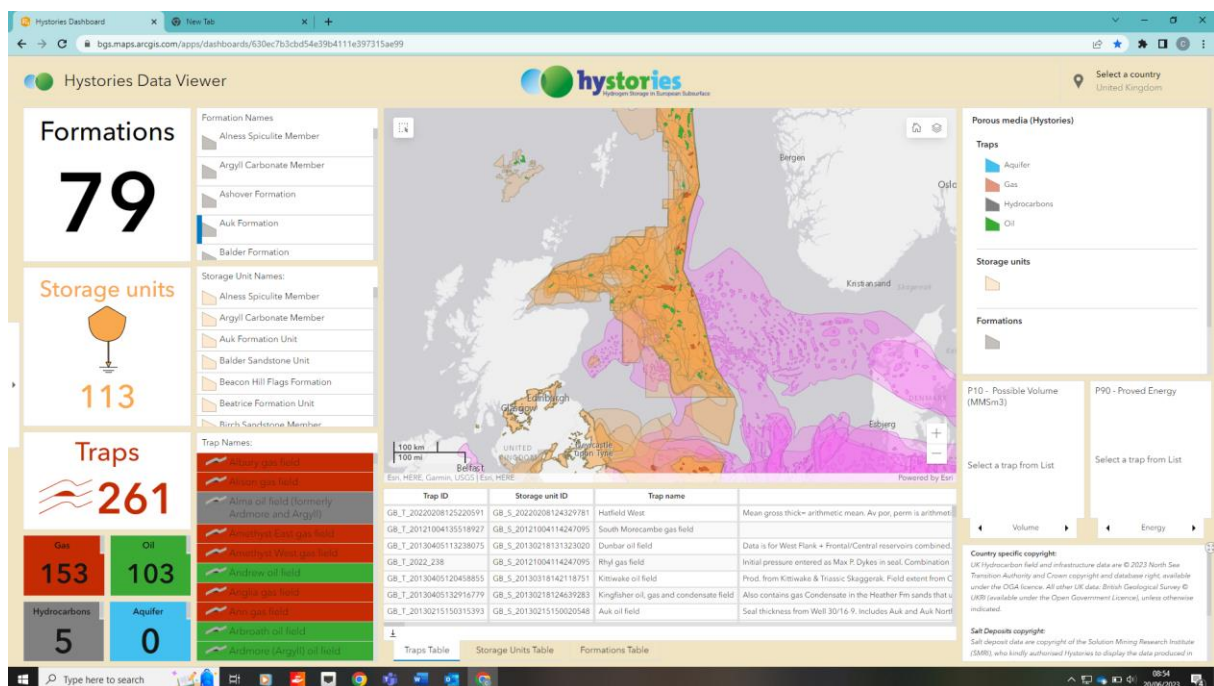 Hystories Dashboard
New Tab
bgs.maps.arcgis.com/apps/dashboards/630ec7b3cbd54e39b4111e397315ae99
Hystories Data Viewer
hystories
Hydrogen Storage in European Subsurface
Select a country
United Kingdom
Formations
79
Formation Names
Alness Spiculite Member
Argyll Carbonate Member
Ashover Formation
Auk Formation
Balder Formation
Storage units
113
Storage Unit Names:
Alness Spiculite Member
Argyll Carbonate Member
Auk Formation Unit
Balder Sandstone Unit
Beacon Hill Flags Formation
Beatrice Formation Unit
Birch Sandstone Member
Traps
261
Gas
153
Oil
103
Hydrocarbons
5
Aquifer
0
Trap Names:
Albury gas field
Alison gas field
Alma oil field (formerly
Ardmore and Argyll)
Amethyst East gas field
Amethyst West gas field
Andrew oil field
Anglia gas field
Ann gas field
Arbroath oil field
Ardmore (Argyll) oil field
Bergen
Oslo
Kristiansand
Skagerrak
DENMARK
Esbjerg
Edinburgh
Glasgow
UNITED
KINGDOM
Newcastle
upon Tyne
Belfast
100 km
100 mi
Esri, HERE, Garmin, USGS | Esri, HERE
Powered by Esri
Trap ID Storage unit ID Trap name
GB_T_20220208125220591 GB_S_20220208124329781 Hatfield West Mean gross thick= arithmetic mean. Av por, perm is arithmeti
GB_T_20121004135518927 GB_S_20121004114247095 South Morecambe gas field
GB_T_20130405113238075 GB_S_20130218131323020 Dunbar oil field Data is for West Flank + Frontal/Central reservoirs combined.
GB_T_2022_238 GB_S_20121004114247095 Rhyl gas field Initial pressure entered as Max P. Dykes in seal. Combination
GB_T_20130405120458855 GB_S_20130318142118751 Kittiwake oil field Prod. from Kittiwake & Triassic Skaggerak. Field extent from C
GB_T_20130405132916779 GB_S_20130218124639283 Kingfisher oil, gas and condensate field Also contains gas Condensate in the Heather Fm sands that u
GB_T_20130215150315393 GB_S_20130215150020548 Auk oil field Seal thickness from Well 30/16 9. Includes Auk and Auk North
Traps Table Storage Units Table Formations Table
Porous media (Hystories)
Traps
Aquifer
Gas
Hydrocarbons
Oil
Storage units
Formations
P10 - Possible Volume
(MMSm3)
Select a trap from List
Volume
P90 - Proved Energy
Select a trap from List
Energy
Country specific copyright:
UK Hydrocarbon field and infrastructure data are © 2023 North Sea
Transition Authority and Crown copyright and database right, available
under the OGA licence. All other UK data: British Geological Survey ©
UKRI (available under the Open Government Licence), unless otherwise
indicated.
Salt Deposits copyright:
Salt deposit data are copyright of the Solution Mining Research Institute
(SMRI), who kindly authorised Hystories to display the data produced in
Type here to search
08:54
20/06/2023